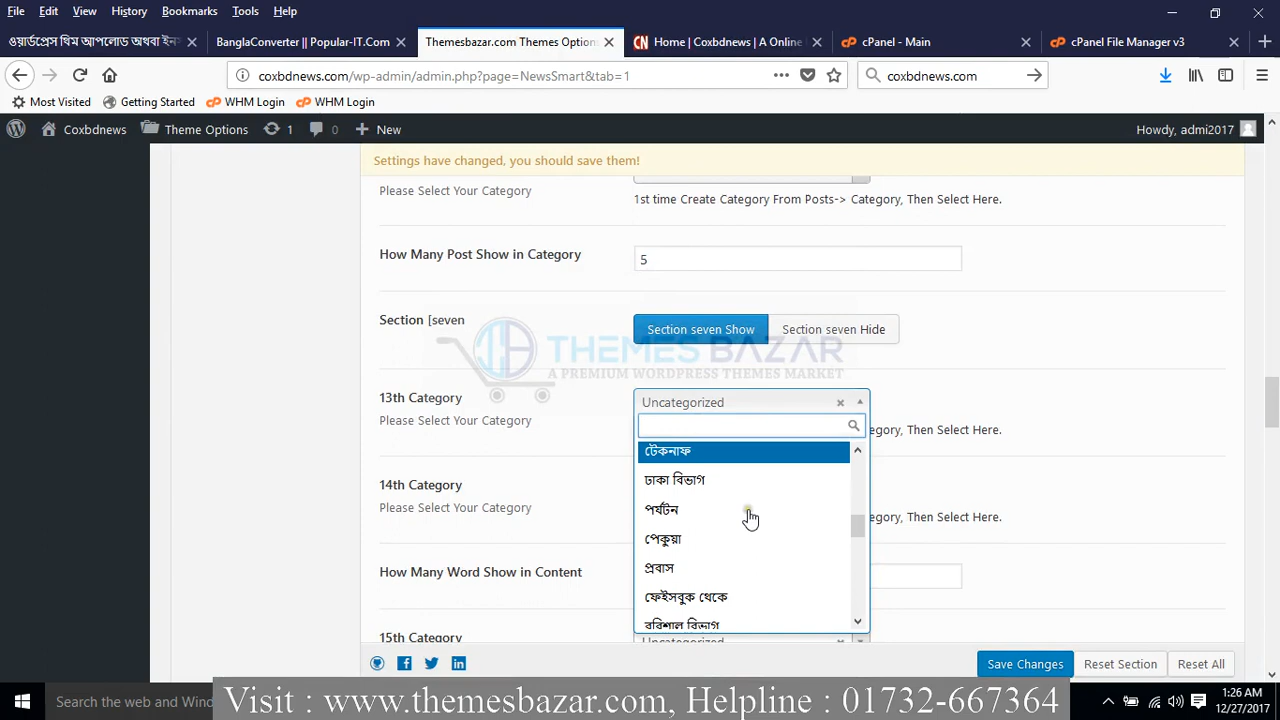 File Edit View History Bookmarks Tools Help
ওয়ার্ডপ্রেস থিম আপলোড অথবা ইনস
BanglaConverter || Popular-IT.Com
Themesbazar.com Themes Option
Home | Coxbdnews | A Online
cPanel - Main
cPanel File Manager v3
coxbdnews.com/wp-admin/admin.php?page=NewsSmart&tab=1
coxbdnews.com
Most Visited Getting Started WHM Login WHM Login
Coxbdnews Theme Options 1 0 New Howdy, admi2017
Settings have changed, you should save them!
Please Select Your Category
1st time Create Category From Posts-> Category, Then Select Here.
How Many Post Show in Category
5
Section [seven
Section seven Show Section seven Hide
THEMES BAZAR
A PREMIUM WORDPRESS THEMES MARKET
13th Category
Please Select Your Category
Uncategorized
egory, Then Select Here.
টেকনাফ
ঢাকা বিভাগ
পর্যটন
পেকুয়া
প্রবাস
ফেইসবুক থেকে
বরিশাল বিভাগ
14th Category
Please Select Your Category
egory, Then Select Here.
How Many Word Show in Content
15th Category
Uncategorized
Save Changes Reset Section Reset All
Search the web and Wind
Visit : www.themesbazar.com, Helpline : 01732-667364
1:26 AM
12/27/2017